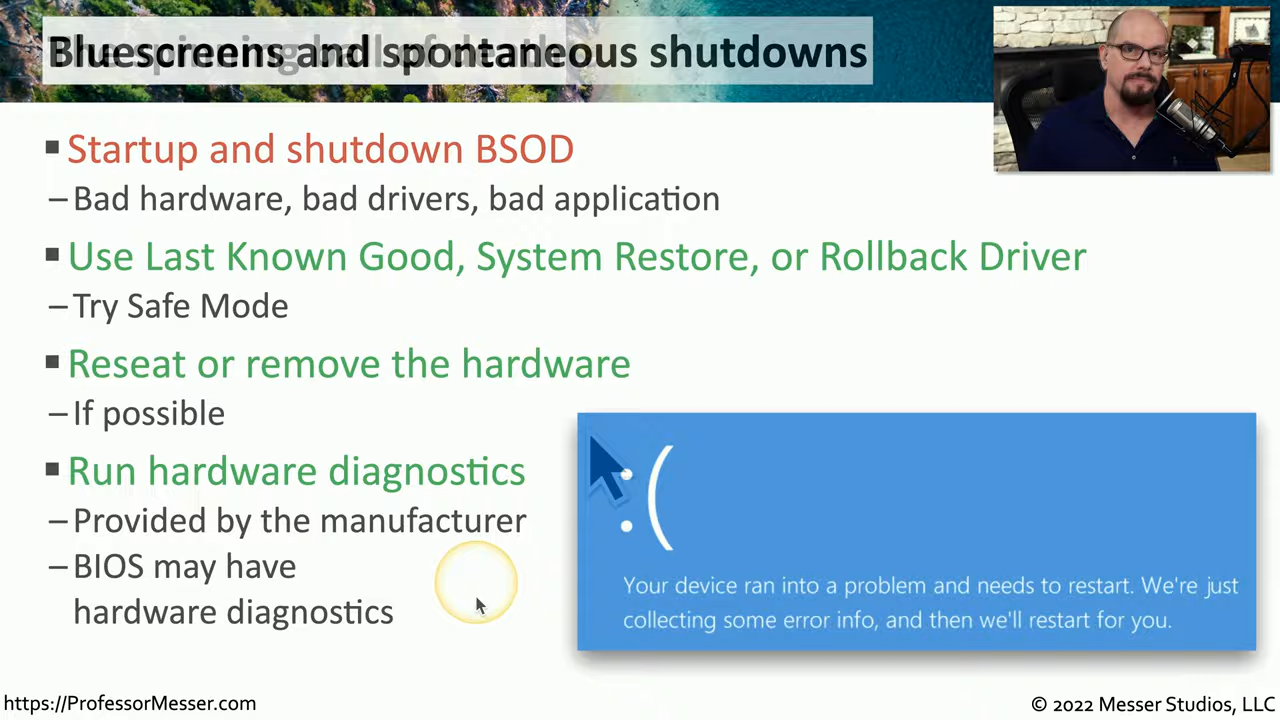 Bluescreens and spontaneous shutdowns
▪ Startup and shutdown BSOD
– Bad hardware, bad drivers, bad application
▪ Use Last Known Good, System Restore, or Rollback Driver
– Try Safe Mode
▪ Reseat or remove the hardware
– If possible
▪ Run hardware diagnostics
– Provided by the manufacturer
– BIOS may have
hardware diagnostics
:(
Your device ran into a problem and needs to restart. We're just
collecting some error info, and then we'll restart for you.
https://ProfessorMesser.com
© 2022 Messer Studios, LLC